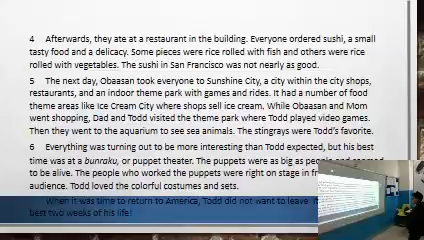 4 Afterwards, they ate at a restaurant in the building. Everyone ordered sushi, a small
tasty food and a delicacy. Some pieces were rice rolled with fish and others were rice
rolled with vegetables. The sushi in San Francisco was not nearly as good.
5 The next day, Obaasan took everyone to Sunshine City, a city within the city shops,
restaurants, and an indoor theme park with games and rides. It had a number of food
theme areas like Ice Cream City where shops sell ice cream. While Obaasan and Mom
went shopping, Dad and Todd visited the theme park where Todd played video games.
Then they went to the aquarium to see sea animals. The stingrays were Todd's favorite.
6 Everything was turning out to be more interesting than Todd expected, but his best
time was at a bunraku, or puppet theater. The puppets were as big as
to be alive. The people who worked the puppets were right on stage in
audience. Todd loved the colorful costumes and sets.
When it was time to return to America, Todd did not want to leave
best two weeks of his life!